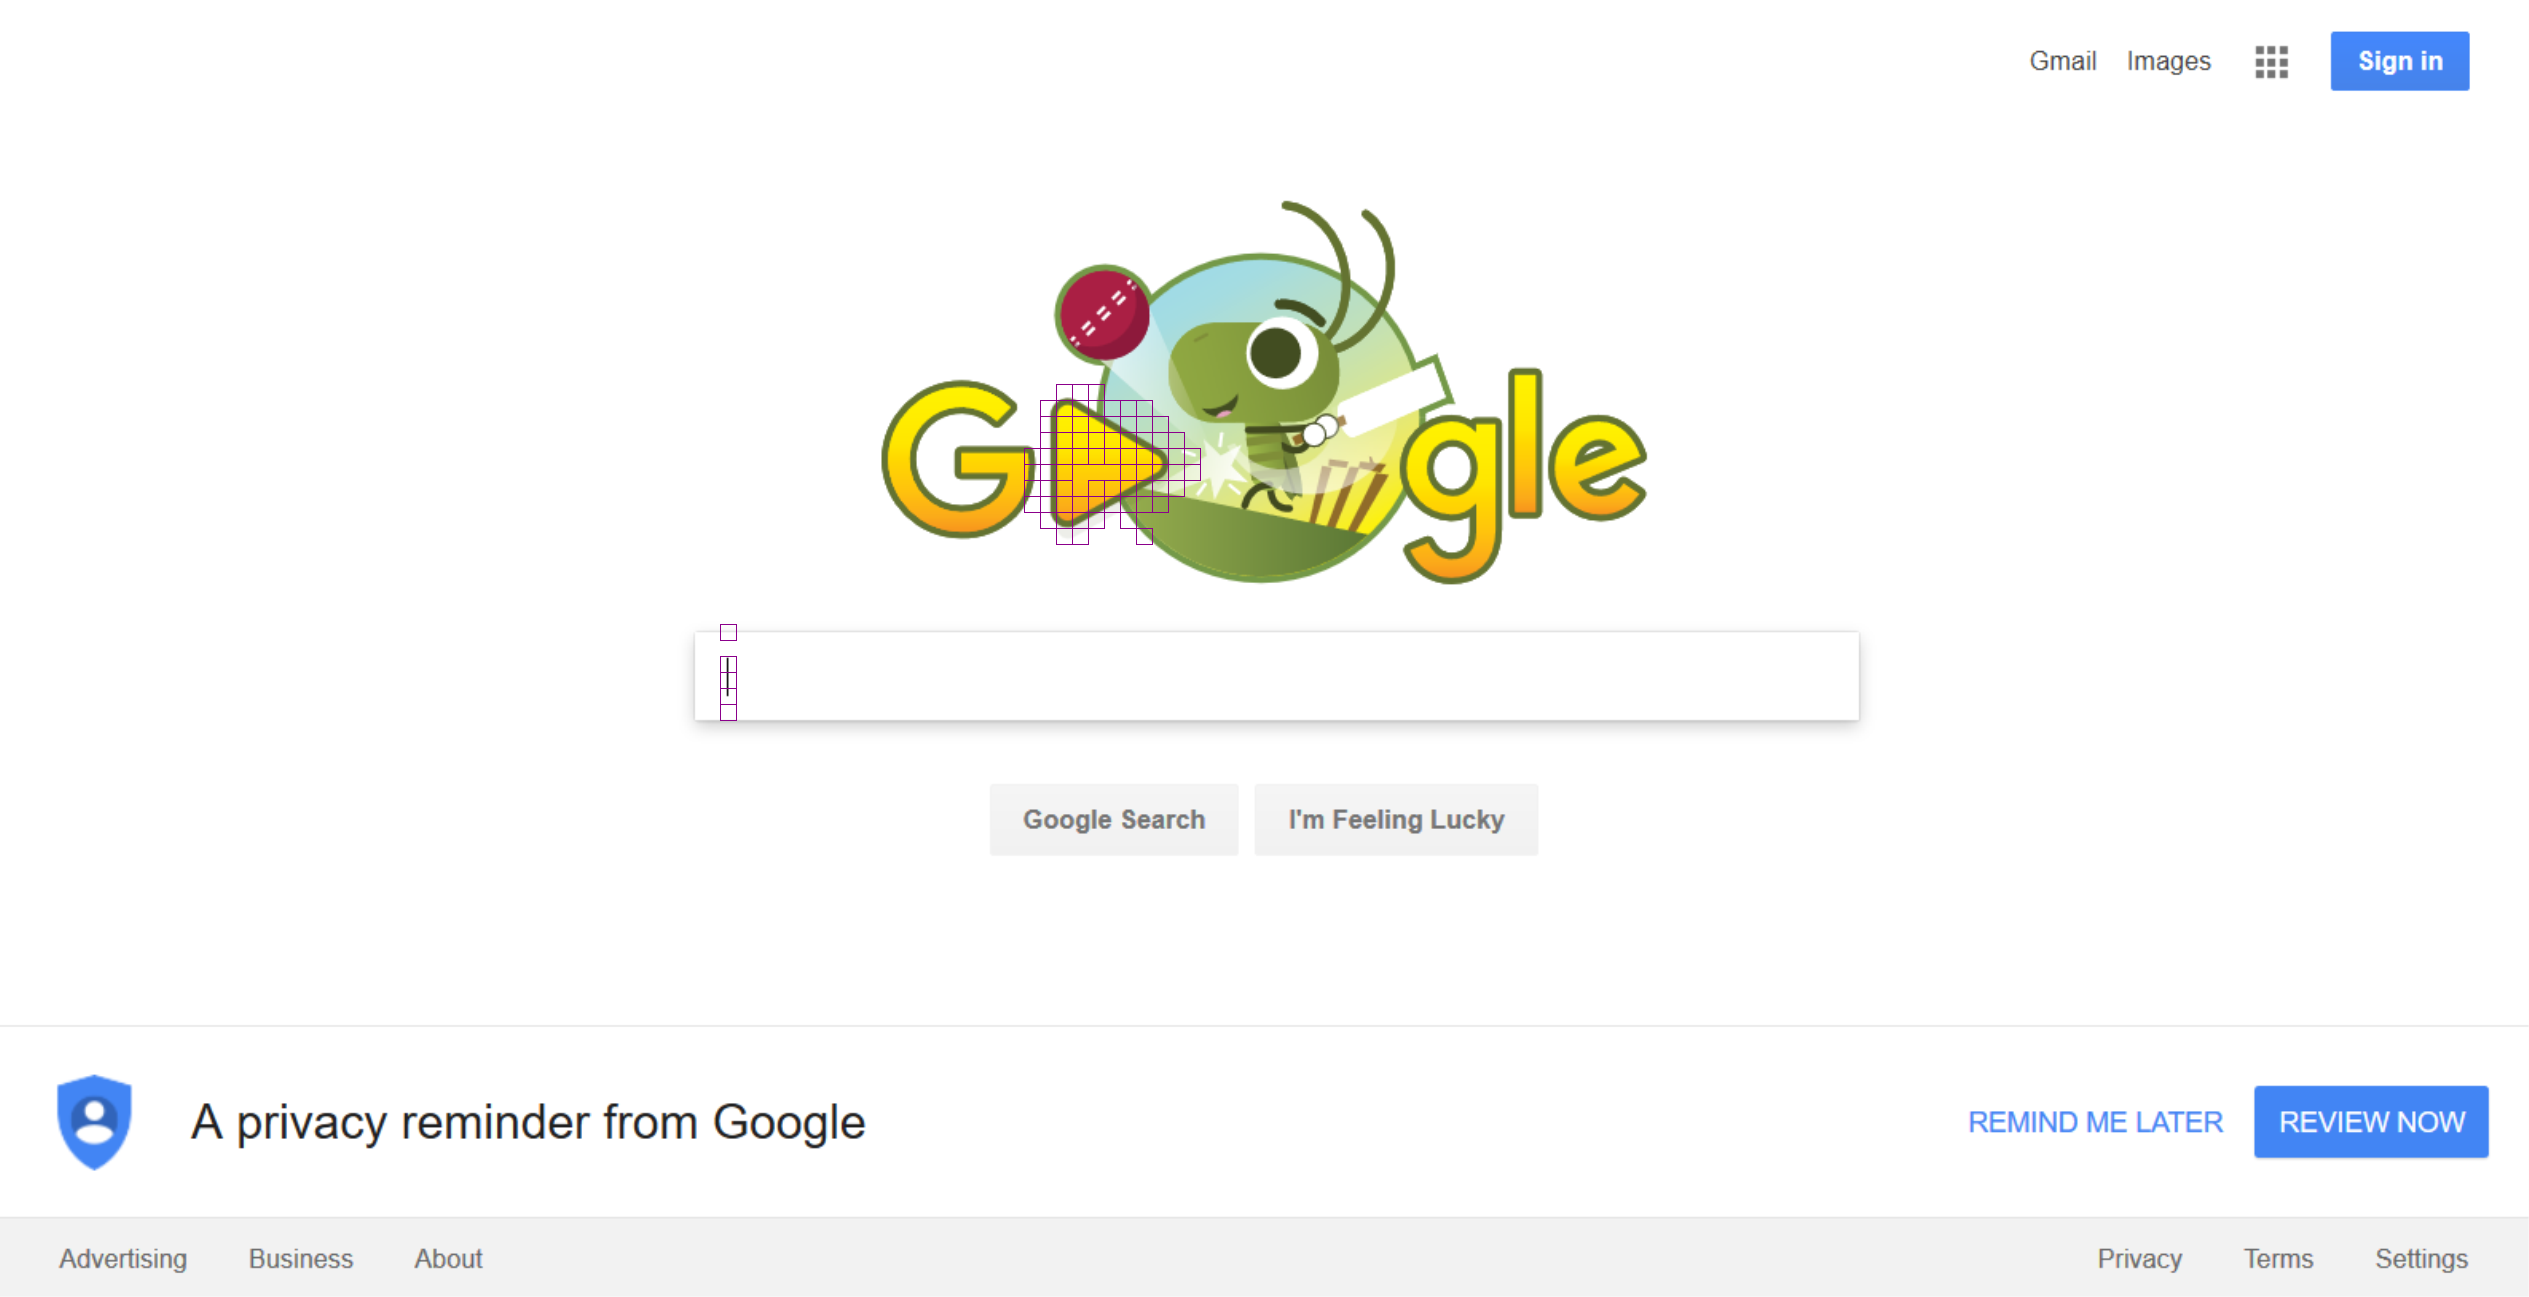 Gmail Images Sign in
G gle
Google Search I'm Feeling Lucky
A privacy reminder from Google REMIND ME LATER REVIEW NOW
Advertising Business About Privacy Terms Settings